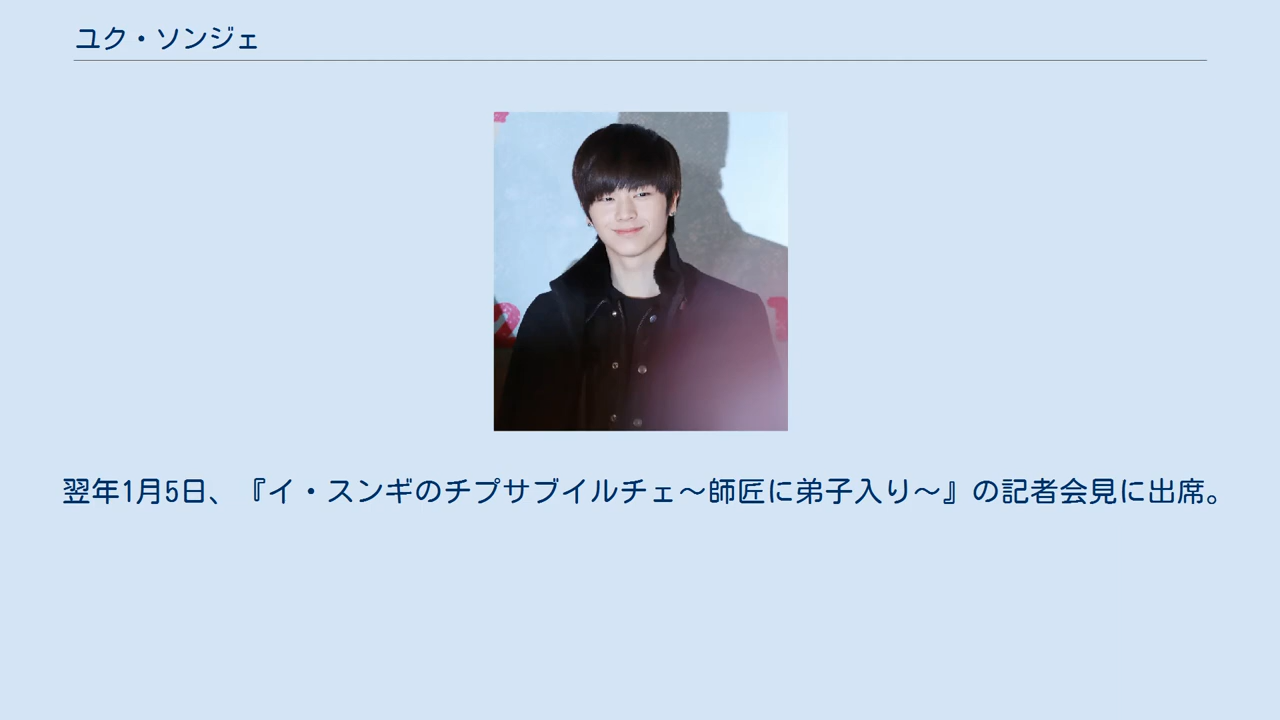 ユク・ソンジェ
翌年1月5日、『イ・スンギのチプサブイルチェ～師匠に弟子入り～』の記者会見に出席。